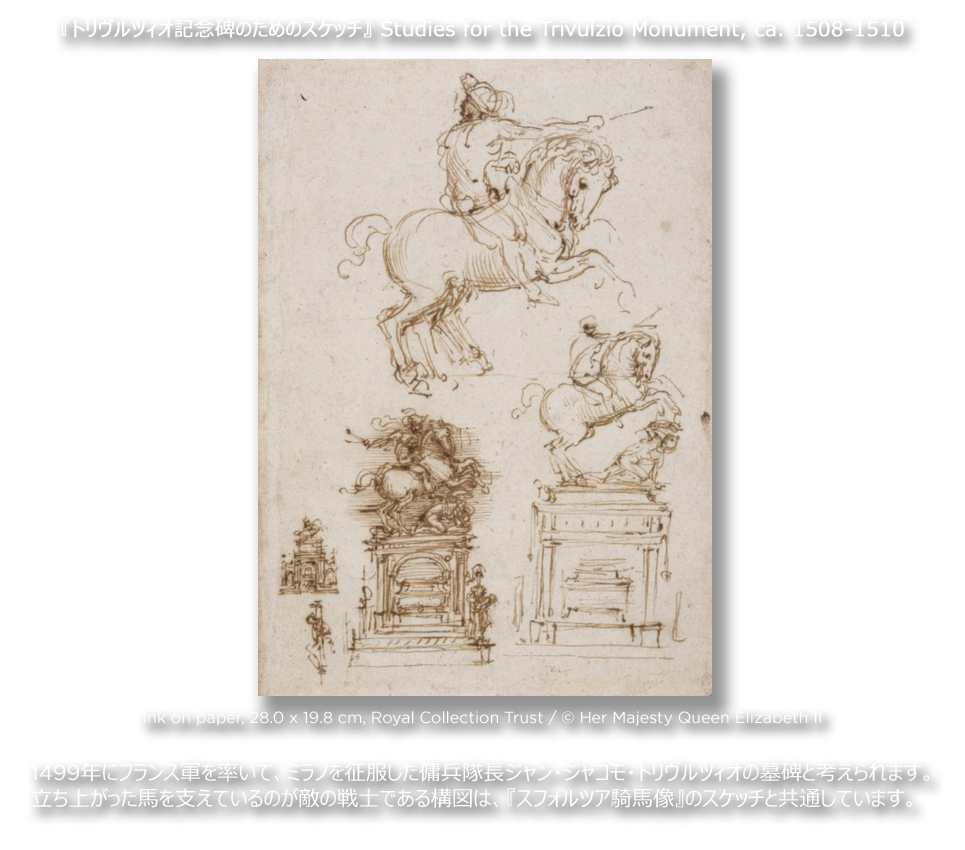 『トリヴルツィオ記念碑のためのスケッチ』 Studies for the Trivulzio Monument, ca. 1508-1510
Ink on paper, 28.0 x 19.8 cm, Royal Collection Trust / © Her Majesty Queen Elizabeth II
1499年にフランス軍を率いて、ミラノを征服した傭兵隊長ジャン・ジャコモ・トリヴルツィオの墓碑と考えられます。
立ち上がった馬を支えているのが敵の戦士である構図は、『スフォルツア騎馬像』のスケッチと共通しています。